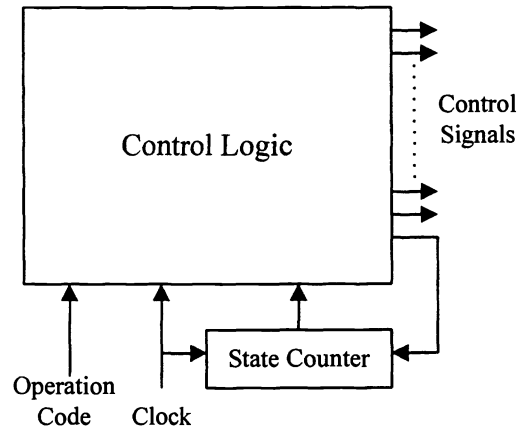 Control Logic
Control
Signals
State Counter
Operation
Code
Clock